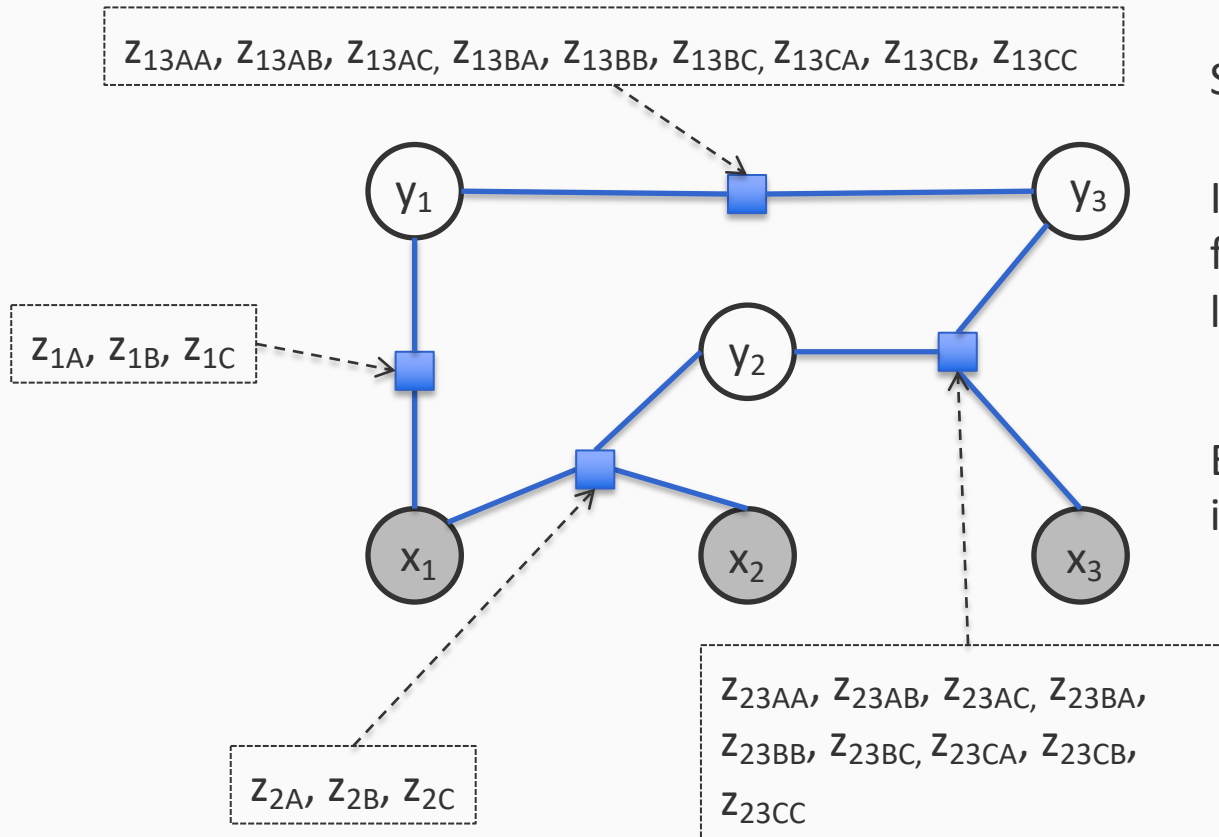 z₁₃AA, z₁₃AB, z₁₃AC, z₁₃BA, z₁₃BB, z₁₃BC, z₁₃CA, z₁₃CB, z₁₃CC
y₁
y₃
z₁A, z₁B, z₁C
y₂
x₁
x₂
x₃
z₂A, z₂B, z₂C
z₂₃AA, z₂₃AB, z₂₃AC, z₂₃BA,
z₂₃BB, z₂₃BC, z₂₃CA, z₂₃CB,
z₂₃CC